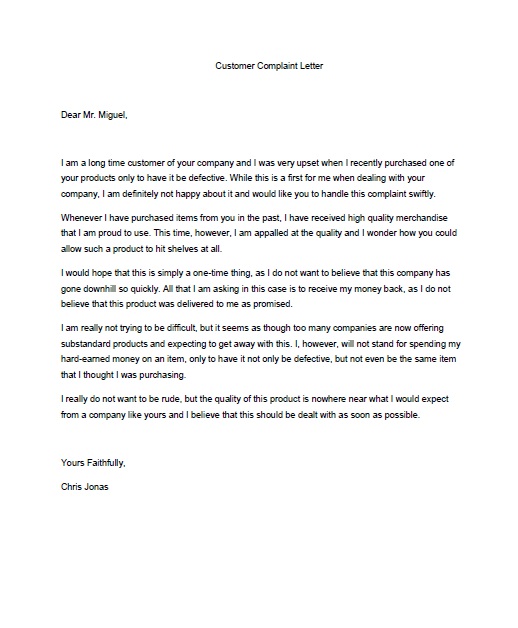 Customer Complaint Letter
Dear Mr. Miguel,
I am a long time customer of your company and I was very upset when I recently purchased one of
your products only to have it be defective. While this is a first for me when dealing with your
company, I am definitely not happy about it and would like you to handle this complaint swiftly.
Whenever I have purchased items from you in the past, I have received high quality merchandise
that I am proud to use. This time, however, I am appalled at the quality and I wonder how you could
allow such a product to hit shelves at all.
I would hope that this is simply a one-time thing, as I do not want to believe that this company has
gone downhill so quickly. All that I am asking in this case is to receive my money back, as I do not
believe that this product was delivered to me as promised.
I am really not trying to be difficult, but it seems as though too many companies are now offering
substandard products and expecting to get away with this. I, however, will not stand for spending my
hard-earned money on an item, only to have it not only be defective, but not even be the same item
that I thought I was purchasing.
I really do not want to be rude, but the quality of this product is nowhere near what I would expect
from a company like yours and I believe that this should be dealt with as soon as possible.
Yours Faithfully,
Chris Jonas